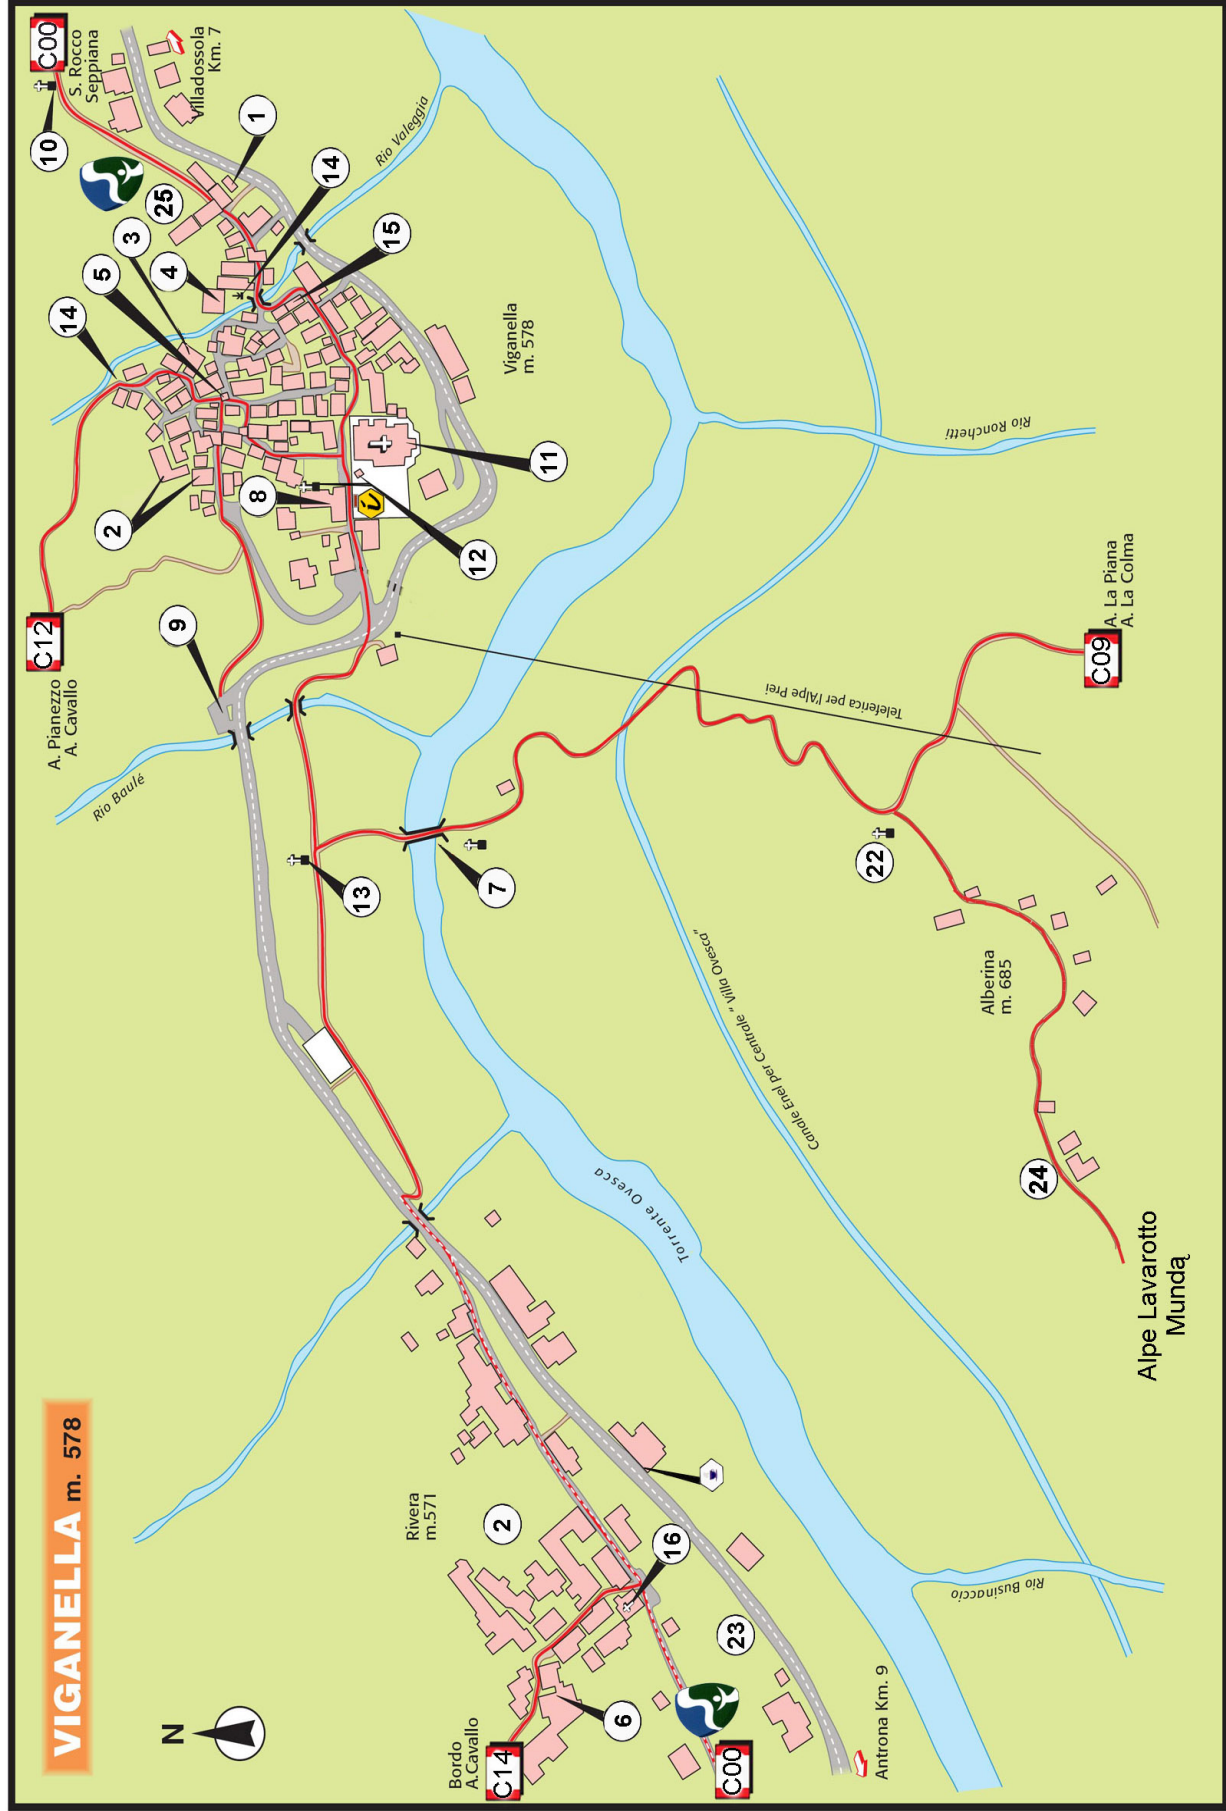 VIGANELLA m. 578
N
Bordo
A.Cavallo
C14
6
C00
Antrona Km. 9
23
16
Rivera
m.571
2
Rio Businaccio
Torrente Ovesca
Canale Enel per Centrale " Villa Ovesca"
Alpe Lavarotto
Mundą
24
Alberina
m. 685
22
7
13
Rio Baulé
A. Pianezzo
A. Cavallo
C12
9
Teleferica per l'Alpe Prei
C09
A. La Piana
A. La Colma
2
8
i
12
11
14
5
3
4
25
Viganella
m. 578
15
14
1
10
C00
S. Rocco
Seppiana
Villadossola
Km. 7
Rio Valeggia
Rio Ronchetti